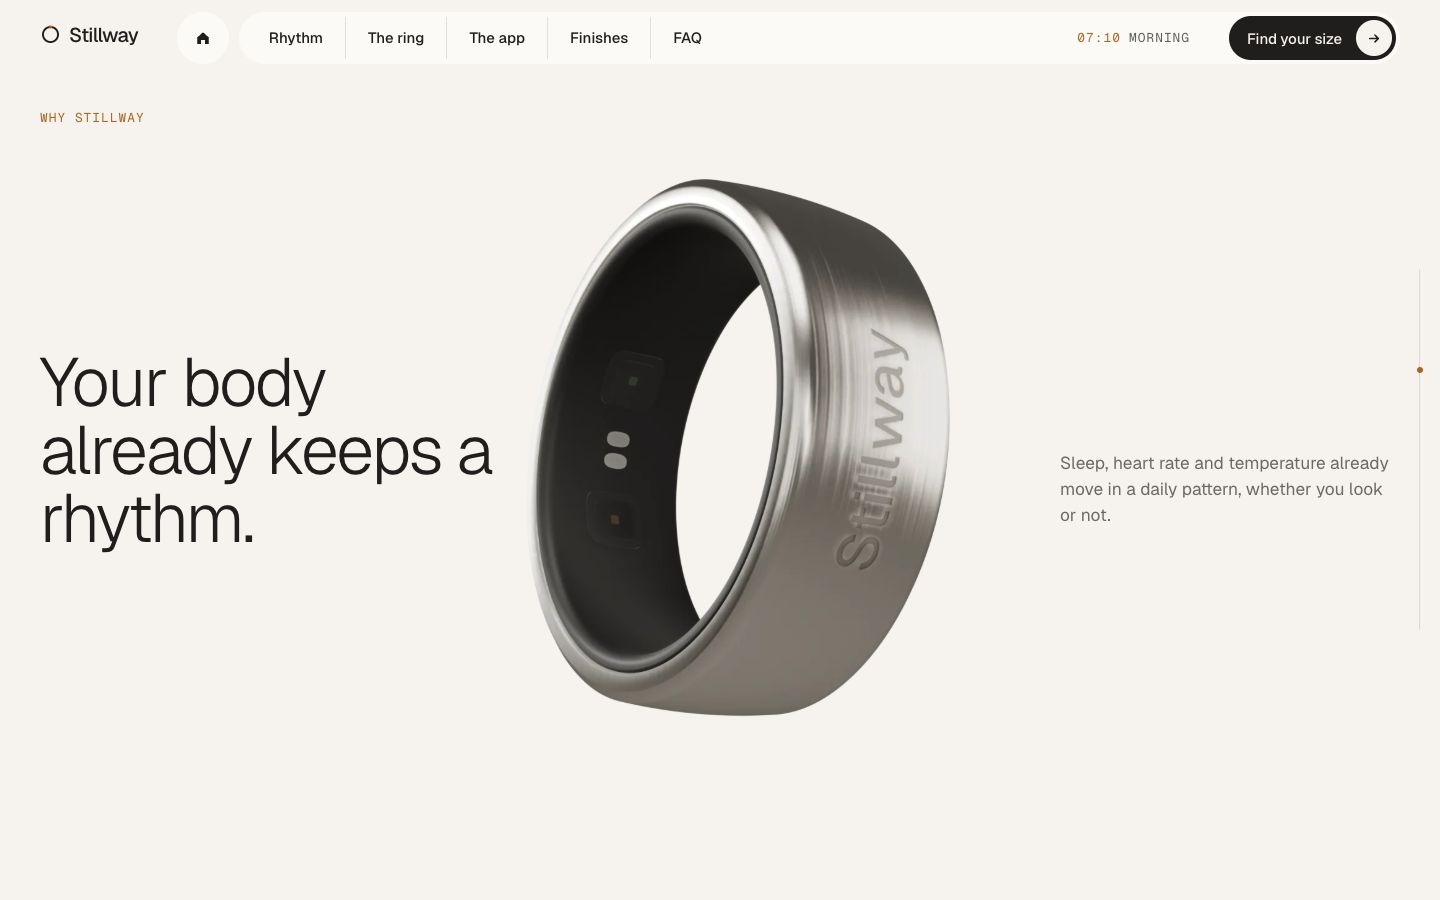 Stillway
Rhythm
The ring
The app
Finishes
FAQ
07:10 MORNING
Find your size
WHY STILLWAY
Your body
already keeps a
rhythm.
Stillway
Sleep, heart rate and temperature already
move in a daily pattern, whether you look
or not.